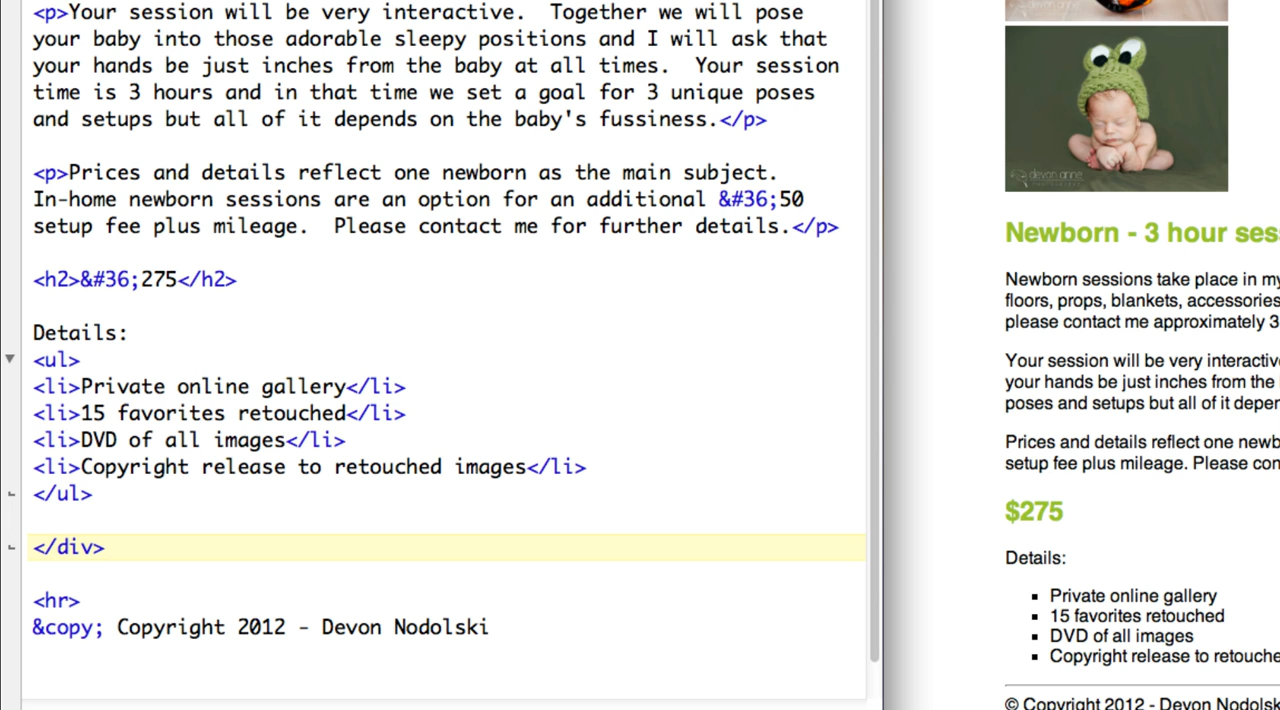 <p>Your session will be very interactive.  Together we will pose
your baby into those adorable sleepy positions and I will ask that
your hands be just inches from the baby at all times.  Your session
time is 3 hours and in that time we set a goal for 3 unique poses
and setups but all of it depends on the baby's fussiness.</p>
<p>Prices and details reflect one newborn as the main subject.
In-home newborn sessions are an option for an additional &#36;50
setup fee plus mileage.  Please contact me for further details.</p>
<h2>&#36;275</h2>
Details:
<ul>
<li>Private online gallery</li>
<li>15 favorites retouched</li>
<li>DVD of all images</li>
<li>Copyright release to retouched images</li>
</ul>
</div>
<hr>
&copy; Copyright 2012 - Devon Nodolski
devon anne
devon anne
Newborn - 3 hour sess
Newborn sessions take place in my
floors, props, blankets, accessories
please contact me approximately 3
Your session will be very interactive
your hands be just inches from the
poses and setups but all of it depen
Prices and details reflect one newb
setup fee plus mileage. Please con
$275
Details:
▪ Private online gallery
▪ 15 favorites retouched
▪ DVD of all images
▪ Copyright release to retouche
© Copyright 2012 - Devon Nodolsk